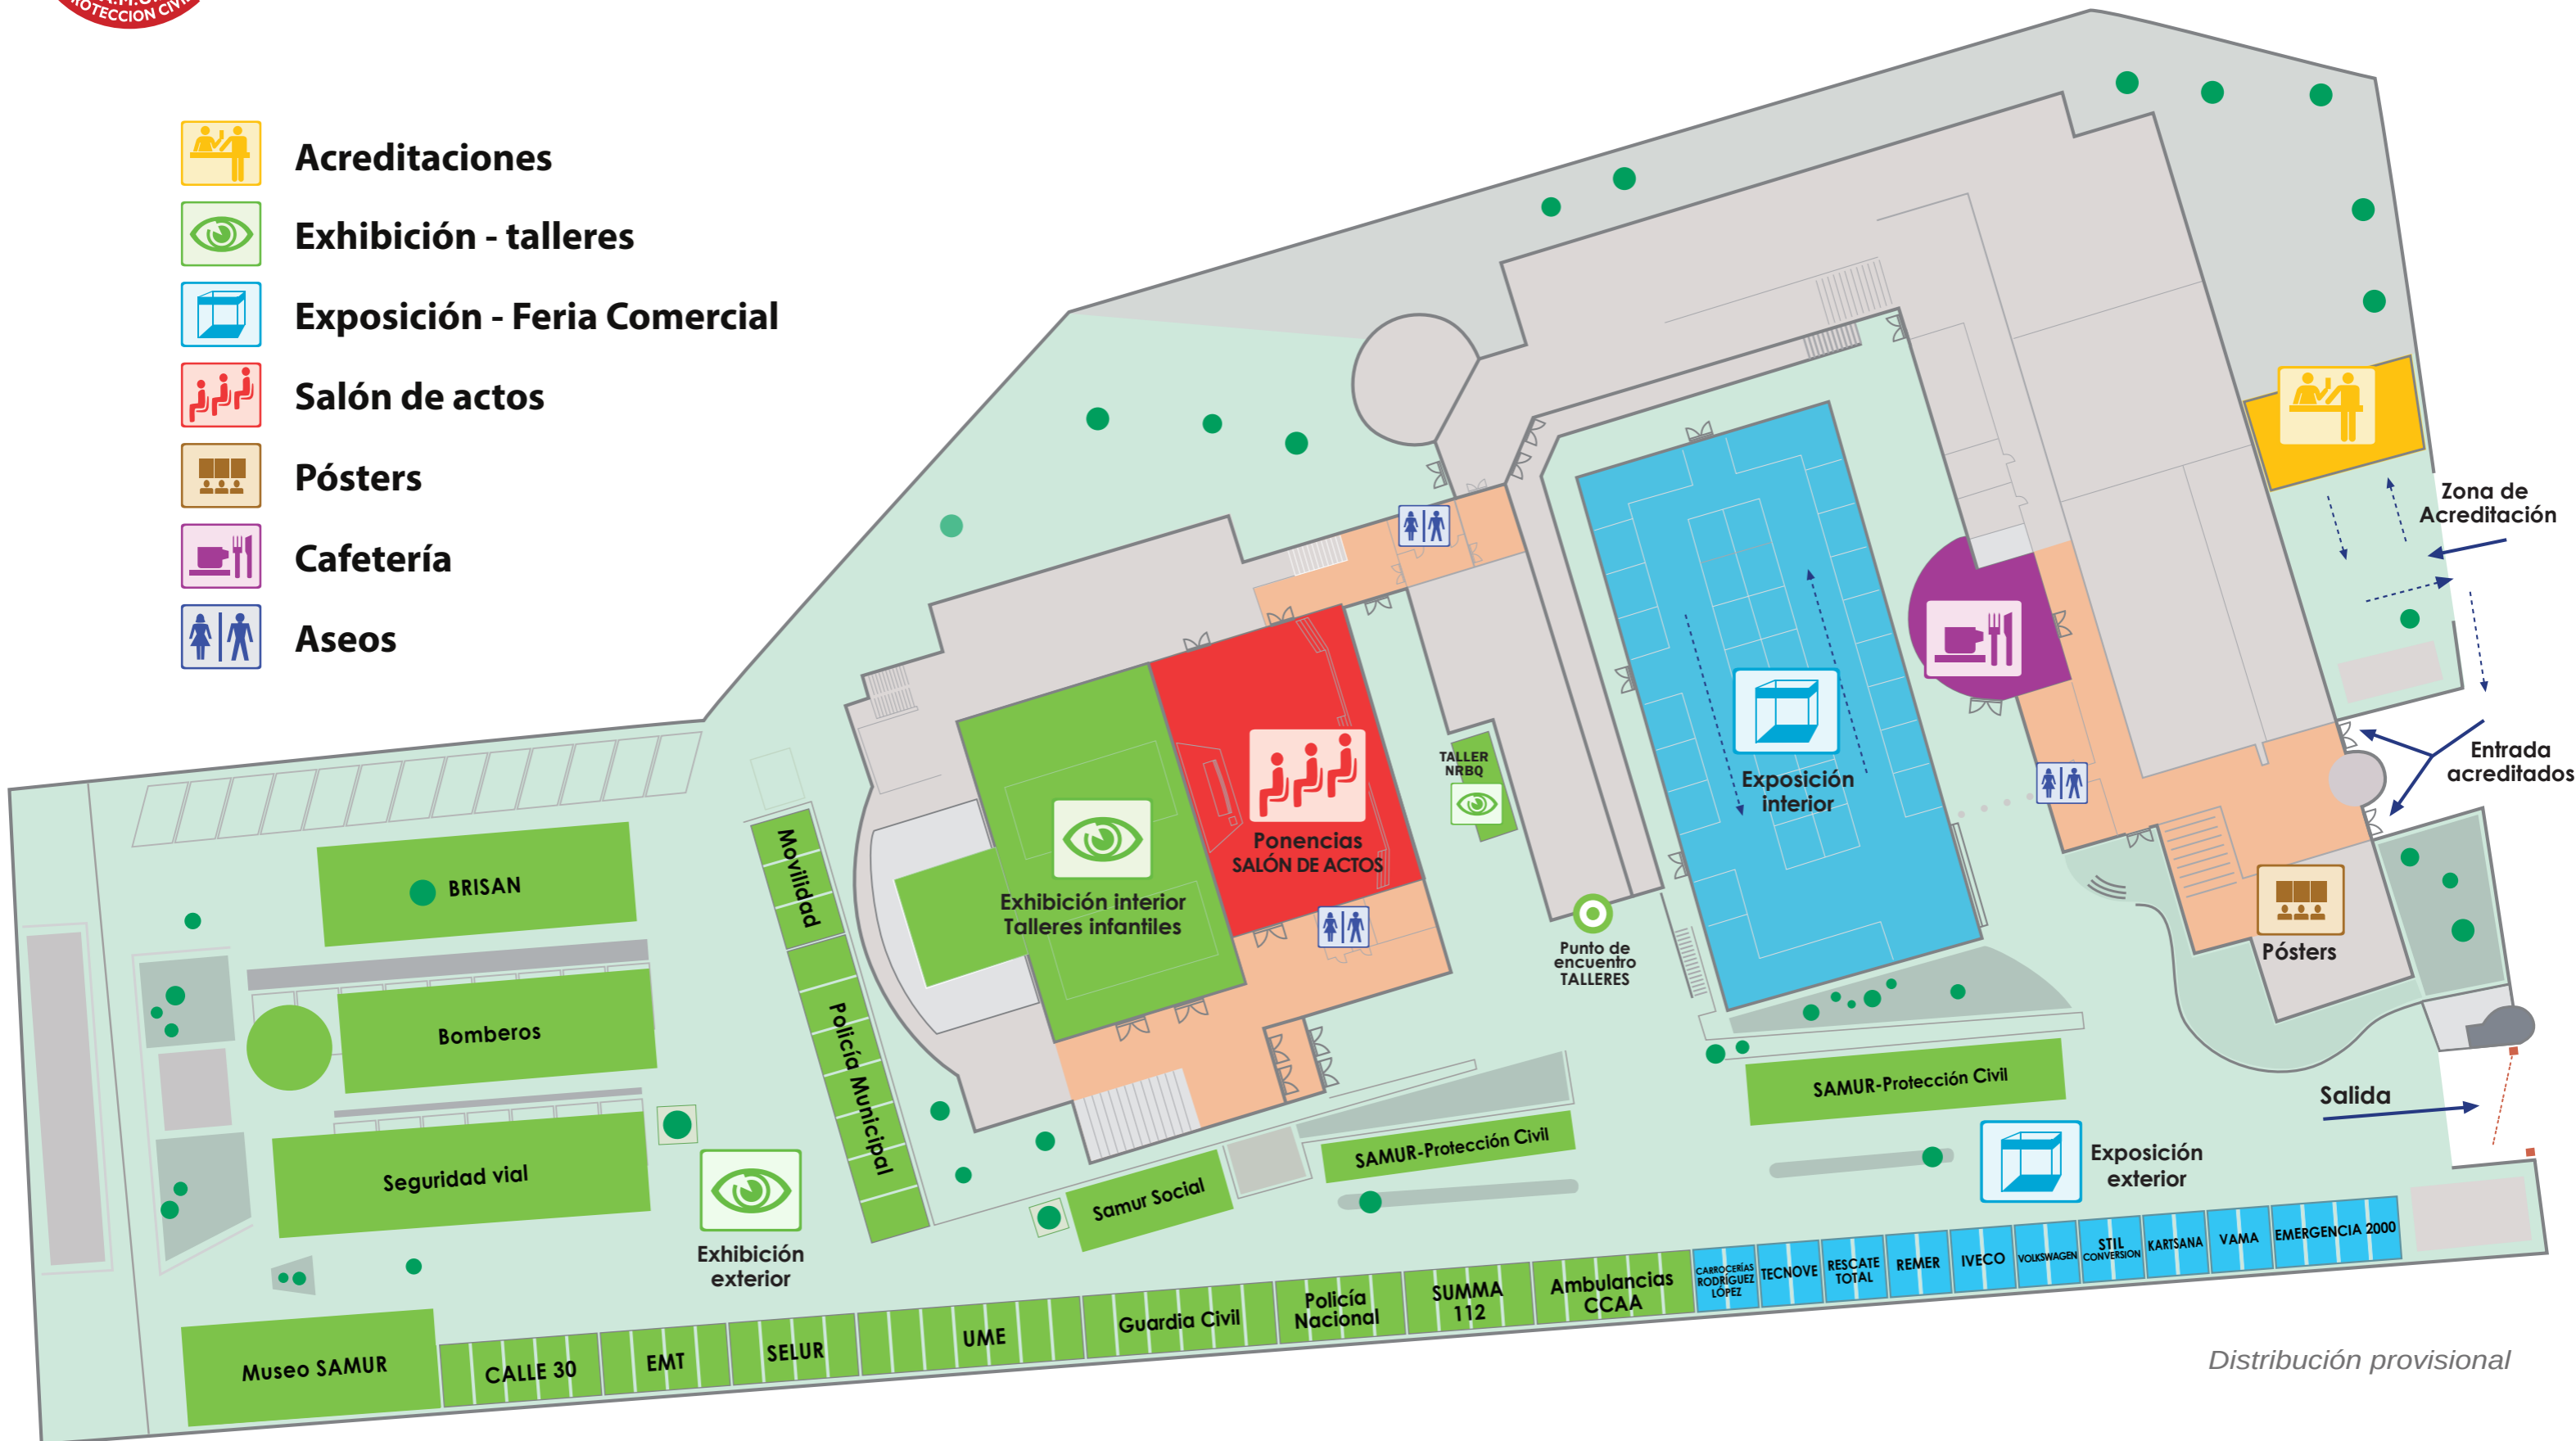 PROTECCION CIVIL
Acreditaciones
Exhibición - talleres
Exposición - Feria Comercial
Salón de actos
Pósters
Cafetería
Aseos
Zona de
Acreditación
Entrada
acreditados
TALLER
NRBQ
Exposición
interior
Ponencias
SALÓN DE ACTOS
Exhibición interior
Talleres infantiles
Punto de
encuentro
TALLERES
Pósters
Movilidad
BRISAN
Bomberos
Policía Municipal
Seguridad vial
SAMUR-Protección Civil
Salida
SAMUR-Protección Civil
Samur Social
Exposición
exterior
Exhibición
exterior
Museo SAMUR
CALLE 30
EMT
SELUR
UME
Guardia Civil
Policía
Nacional
SUMMA
112
Ambulancias
CCAA
CARROCERÍAS
RODRÍGUEZ
LÓPEZ
TECNOVE
RESCATE
TOTAL
REMER
IVECO
VOLKSWAGEN
STIL
CONVERSION
KARTSANA
VAMA
EMERGENCIA 2000
Distribución provisional